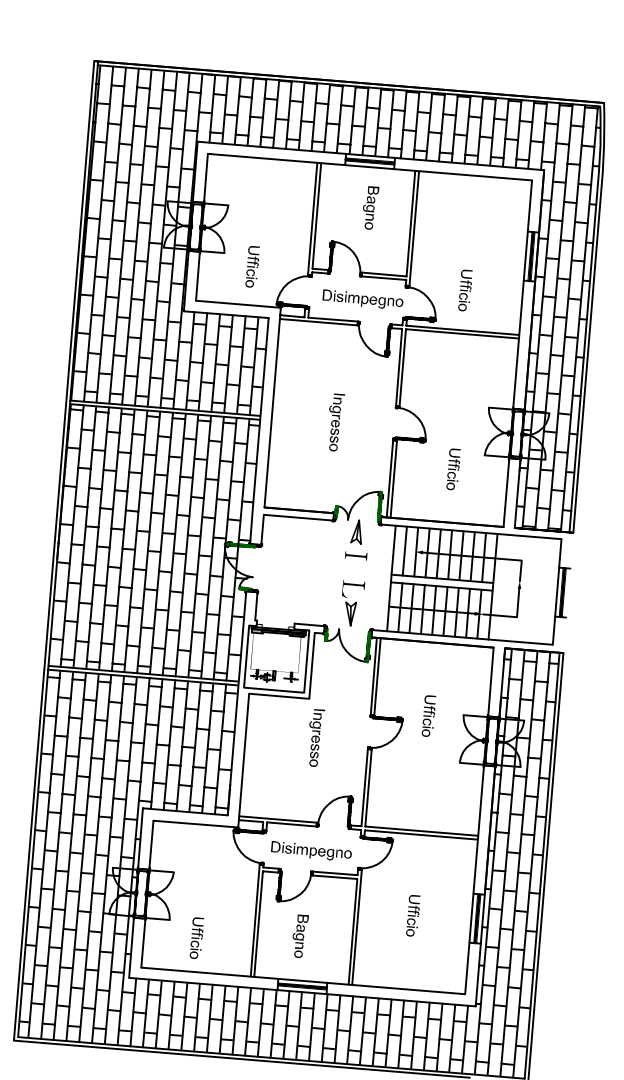 Bagno
Ufficio
Ufficio
Disimpegno
Ingresso
Ufficio
I
L
Ufficio
Ingresso
Disimpegno
Ufficio
Bagno
Ufficio